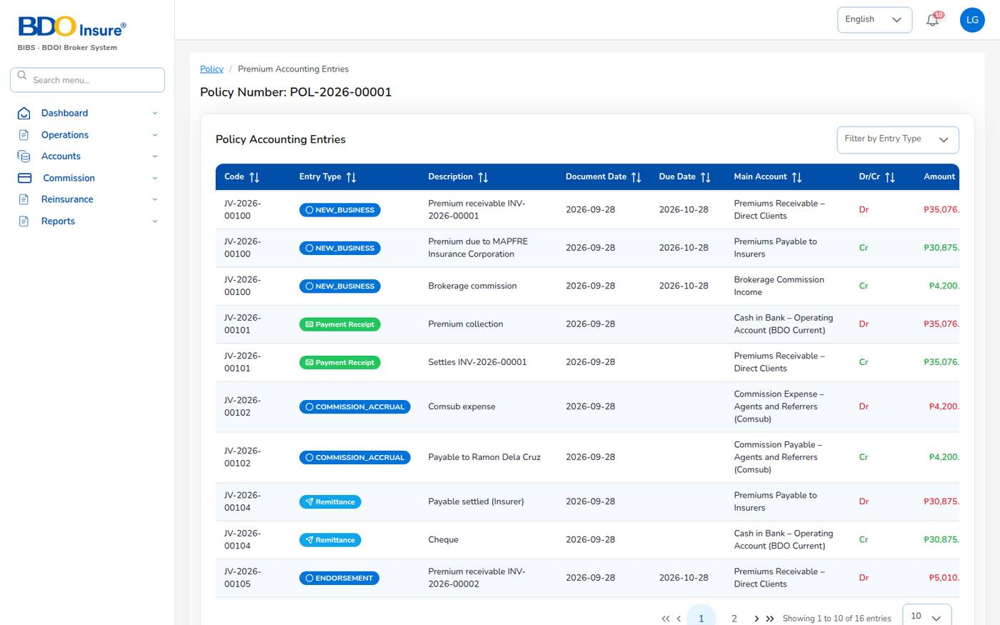 BDO Insure®
BIBS · BDOI Broker System
English
10
LG
Search menu...
Dashboard
Operations
Accounts
Commission
Reinsurance
Reports
Policy / Premium Accounting Entries
Policy Number: POL-2026-00001
Policy Accounting Entries
Filter by Entry Type
Code Entry Type Description Document Date Due Date Main Account Dr/Cr Amount
JV-2026-00100 NEW_BUSINESS Premium receivable INV-2026-00001 2026-09-28 2026-10-28 Premiums Receivable – Direct Clients Dr ₱35,076.
JV-2026-00100 NEW_BUSINESS Premium due to MAPFRE Insurance Corporation 2026-09-28 2026-10-28 Premiums Payable to Insurers Cr ₱30,875.
JV-2026-00100 NEW_BUSINESS Brokerage commission 2026-09-28 2026-10-28 Brokerage Commission Income Cr ₱4,200.
JV-2026-00101 Payment Receipt Premium collection 2026-09-28 Cash in Bank – Operating Account (BDO Current) Dr ₱35,076.
JV-2026-00101 Payment Receipt Settles INV-2026-00001 2026-09-28 Premiums Receivable – Direct Clients Cr ₱35,076.
JV-2026-00102 COMMISSION_ACCRUAL Comsub expense 2026-09-28 Commission Expense – Agents and Referrers (Comsub) Dr ₱4,200.
JV-2026-00102 COMMISSION_ACCRUAL Payable to Ramon Dela Cruz 2026-09-28 Commission Payable – Agents and Referrers (Comsub) Cr ₱4,200.
JV-2026-00104 Remittance Payable settled (Insurer) 2026-09-28 Premiums Payable to Insurers Dr ₱30,875.
JV-2026-00104 Remittance Cheque 2026-09-28 Cash in Bank – Operating Account (BDO Current) Cr ₱30,875.
JV-2026-00105 ENDORSEMENT Premium receivable INV-2026-00002 2026-09-28 2026-10-28 Premiums Receivable – Direct Clients Dr ₱5,010.
1 2 Showing 1 to 10 of 16 entries 10